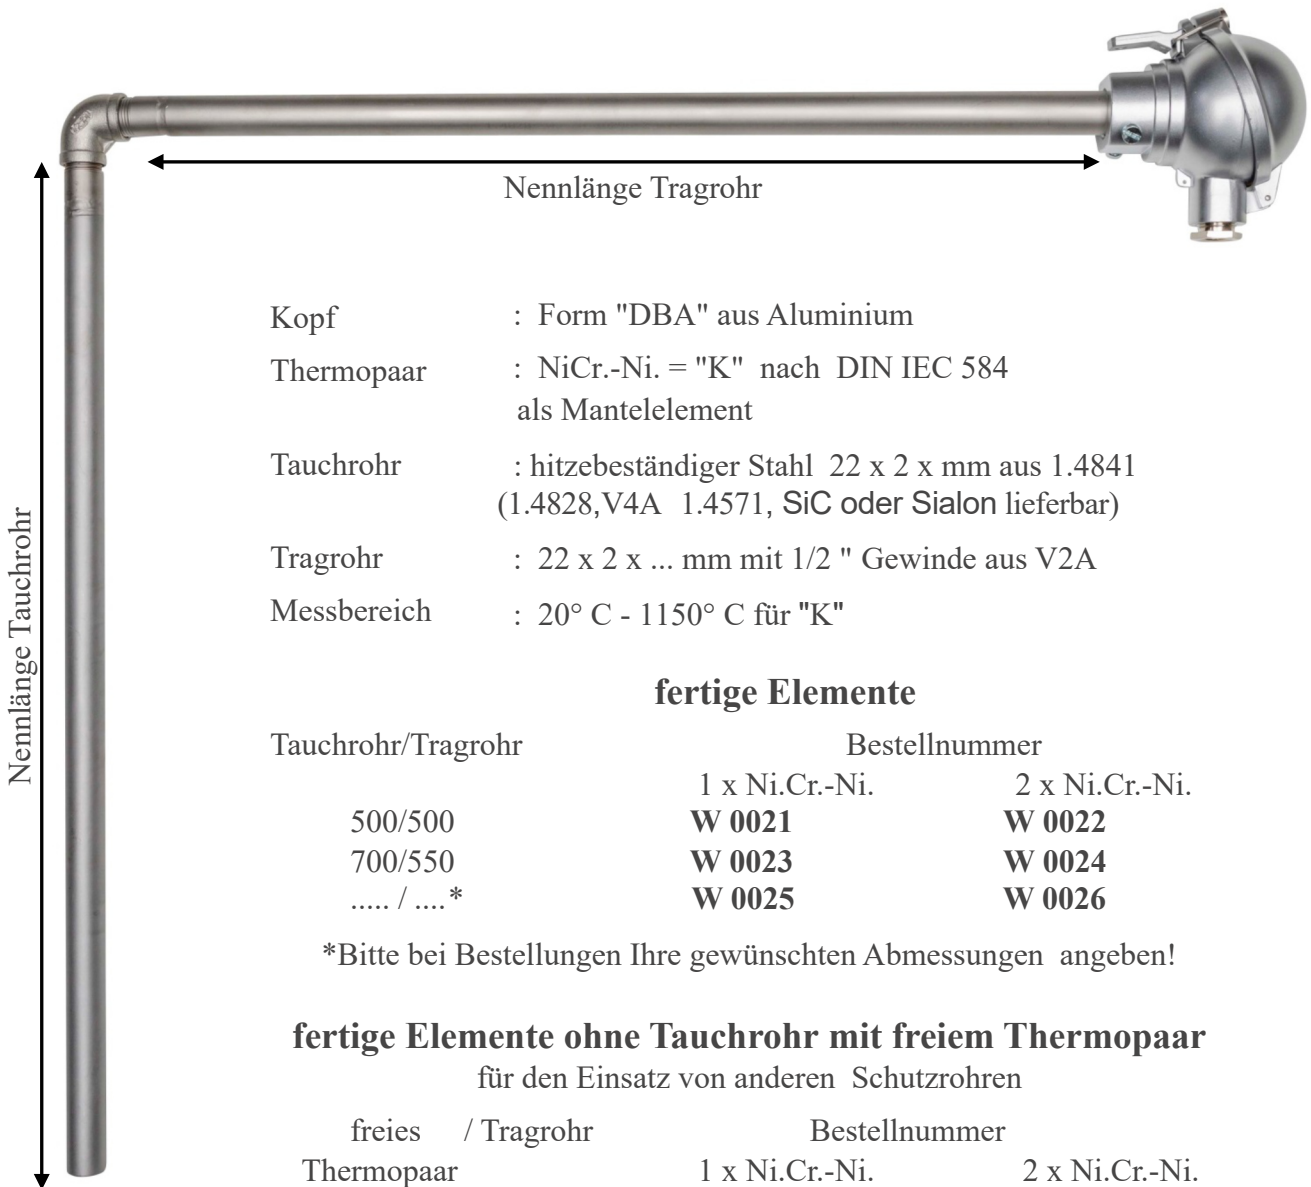 Nennlänge Tragrohr
Nennlänge Tauchrohr
Kopf : Form "DBA" aus Aluminium
Thermopaar : NiCr.-Ni. = "K" nach DIN IEC 584
als Mantelelement
Tauchrohr : hitzebeständiger Stahl 22 x 2 x mm aus 1.4841
(1.4828,V4A 1.4571, SiC oder Sialon lieferbar)
Tragrohr : 22 x 2 x ... mm mit 1/2 " Gewinde aus V2A
Messbereich : 20° C - 1150° C für "K"
fertige Elemente
Tauchrohr/Tragrohr Bestellnummer
1 x Ni.Cr.-Ni. 2 x Ni.Cr.-Ni.
500/500 W 0021 W 0022
700/550 W 0023 W 0024
..... / ....* W 0025 W 0026
*Bitte bei Bestellungen Ihre gewünschten Abmessungen angeben!
fertige Elemente ohne Tauchrohr mit freiem Thermopaar
für den Einsatz von anderen Schutzrohren
freies / Tragrohr Bestellnummer
Thermopaar 1 x Ni.Cr.-Ni. 2 x Ni.Cr.-Ni.